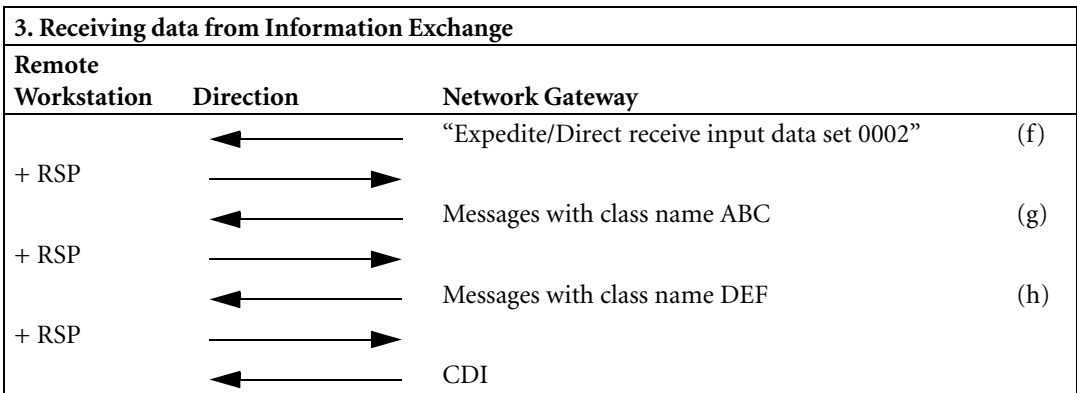 3. Receiving data from Information Exchange
Remote
Workstation Direction Network Gateway
“Expedite/Direct receive input data set 0002” (f)
+ RSP
Messages with class name ABC (g)
+ RSP
Messages with class name DEF (h)
+ RSP
CDI